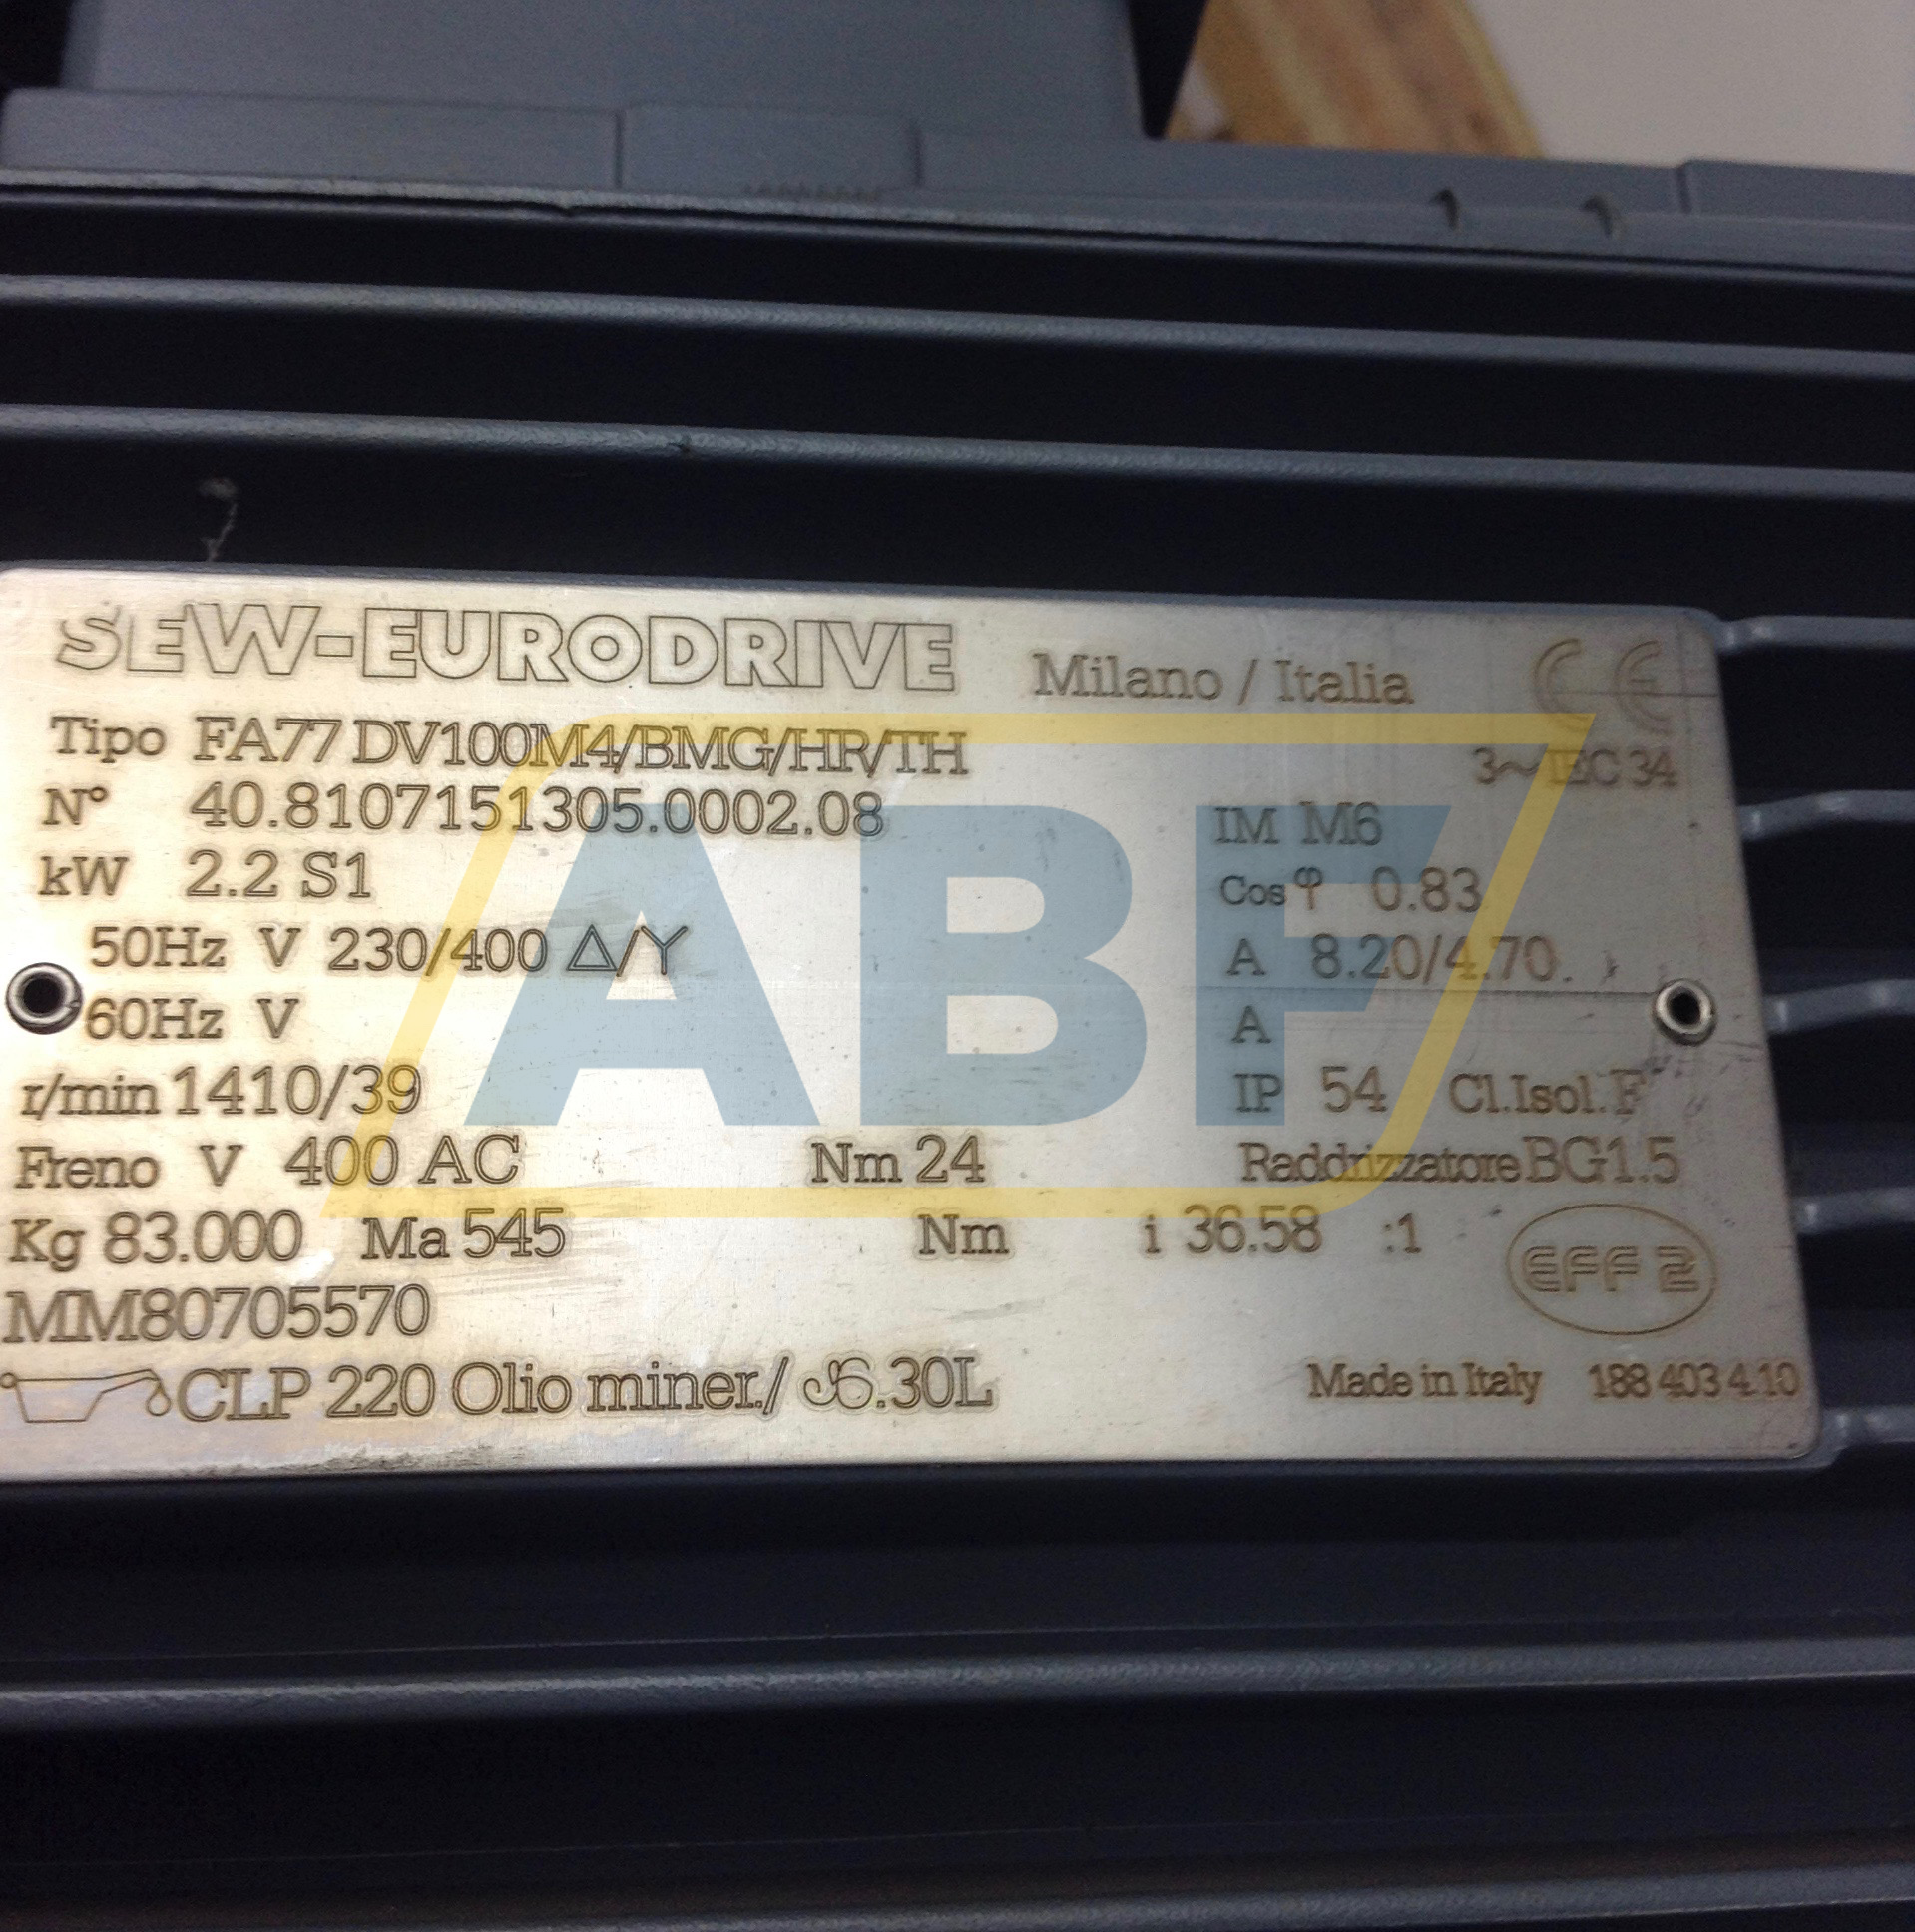 SEW-EURODRIVE Milano / Italia CE
Tipo FA77 DV100M4/BMG/HR/TH 3~ IEC 34
N° 40.8107151305.0002.08 IM M6
kW 2.2 S1 Cos φ 0.83
50Hz V 230/400 Δ/Y A 8.20/4.70
60Hz V A
r/min 1410/39 IP 54 Cl.Isol. F
Freno V 400 AC Nm 24 Raddrizzatore BG1.5
Kg 83.000 Ma 545 Nm i 36.58 :1
EFF 2
MM80705570
CLP 220 Olio miner./ .30L Made in Italy 188 403 4.10
ABF